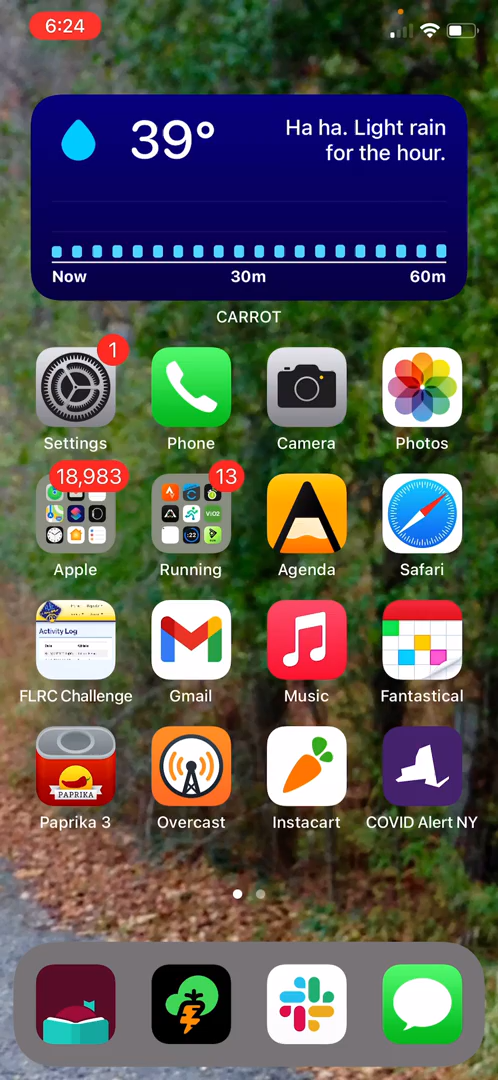 6:24
39°
Ha ha. Light rain
for the hour.
Now 30m 60m
CARROT
1
Settings Phone Camera Photos
18,983 13
Apple Running Agenda Safari
Activity Log
FLRC Challenge Gmail Music Fantastical
PAPRIKA
Paprika 3 Overcast Instacart COVID Alert NY